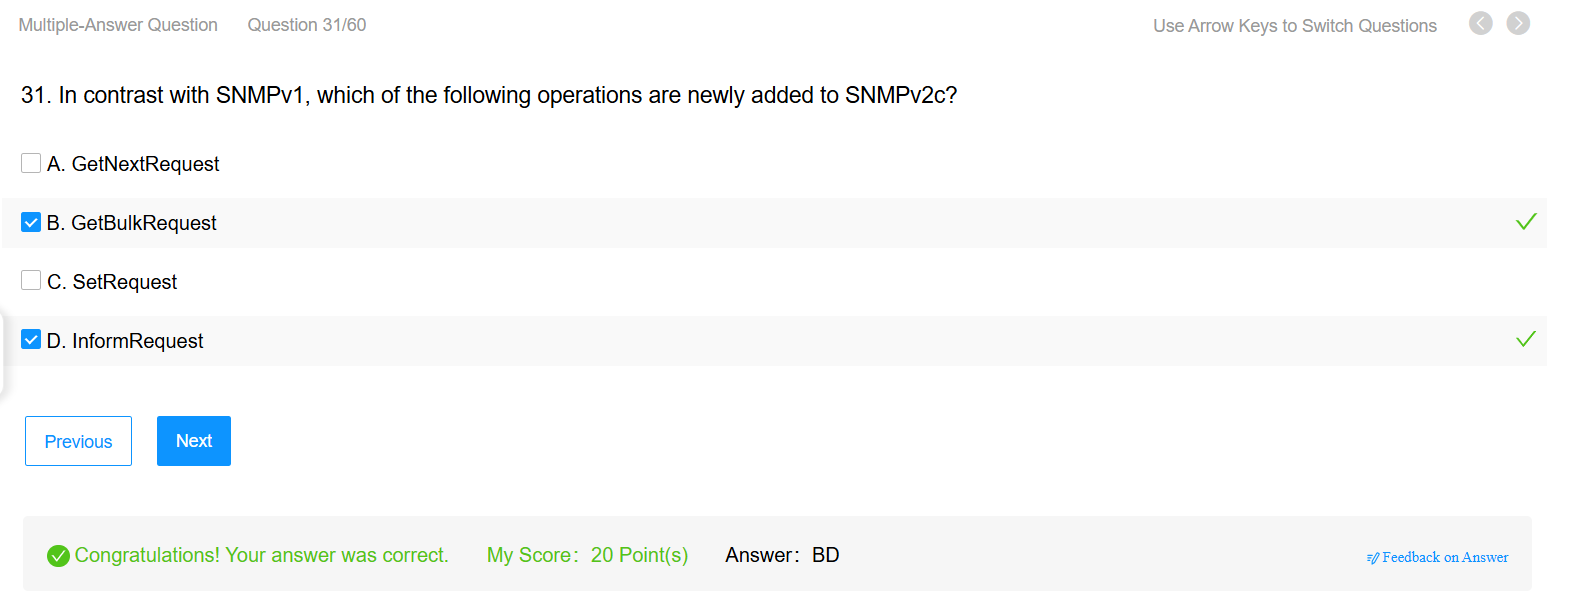 Multiple-Answer Question Question 31/60 Use Arrow Keys to Switch Questions
31. In contrast with SNMPv1, which of the following operations are newly added to SNMPv2c?
A. GetNextRequest
B. GetBulkRequest
C. SetRequest
D. InformRequest
Previous Next
Congratulations! Your answer was correct. My Score: 20 Point(s) Answer: BD Feedback on Answer